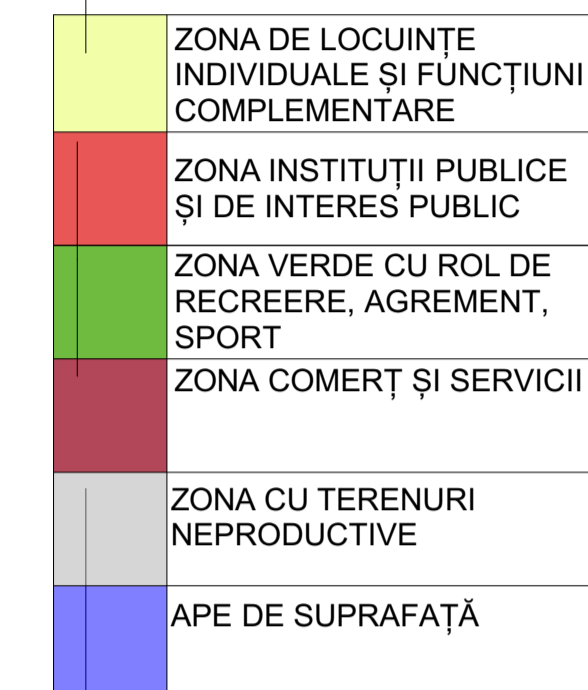 ZONA DE LOCUINȚE
INDIVIDUALE ȘI FUNCȚIUNI
COMPLEMENTARE
ZONA INSTITUȚII PUBLICE
ȘI DE INTERES PUBLIC
ZONA VERDE CU ROL DE
RECREERE, AGREMENT,
SPORT
ZONA COMERȚ ȘI SERVICII
ZONA CU TERENURI
NEPRODUCTIVE
APE DE SUPRAFAȚĂ